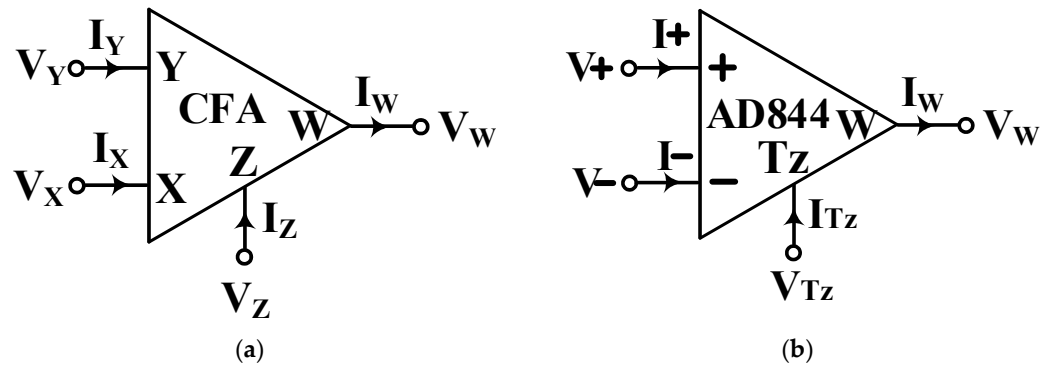 I_Y
V_Y
Y
CFA
W
I_W
V_W
I_X
V_X
X
Z
I_Z
V_Z
(a)
I+
V+
+
AD844
W
I_W
V_W
I−
V−
−
Tz
I_Tz
V_Tz
(b)